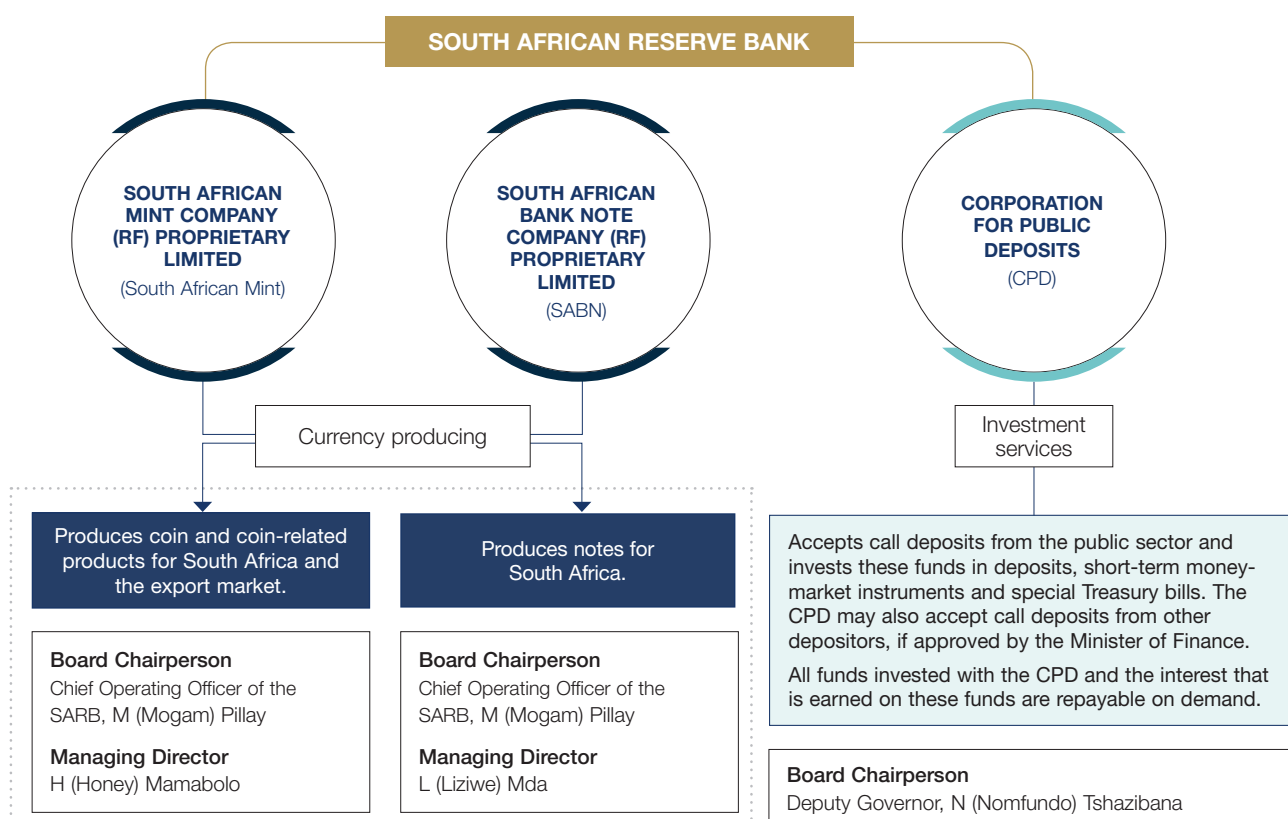 SOUTH AFRICAN RESERVE BANK
SOUTH AFRICAN
MINT COMPANY
(RF) PROPRIETARY
LIMITED
(South African Mint)
SOUTH AFRICAN
BANK NOTE
COMPANY (RF)
PROPRIETARY
LIMITED
(SABN)
CORPORATION
FOR PUBLIC
DEPOSITS
(CPD)
Currency producing
Investment
services
Produces coin and coin-related
products for South Africa and
the export market.
Produces notes for
South Africa.
Accepts call deposits from the public sector and
invests these funds in deposits, short-term money-
market instruments and special Treasury bills. The
CPD may also accept call deposits from other
depositors, if approved by the Minister of Finance.
All funds invested with the CPD and the interest that
is earned on these funds are repayable on demand.
Board Chairperson
Chief Operating Officer of the
SARB, M (Mogam) Pillay
Managing Director
H (Honey) Mamabolo
Board Chairperson
Chief Operating Officer of the
SARB, M (Mogam) Pillay
Managing Director
L (Liziwe) Mda
Board Chairperson
Deputy Governor, N (Nomfundo) Tshazibana